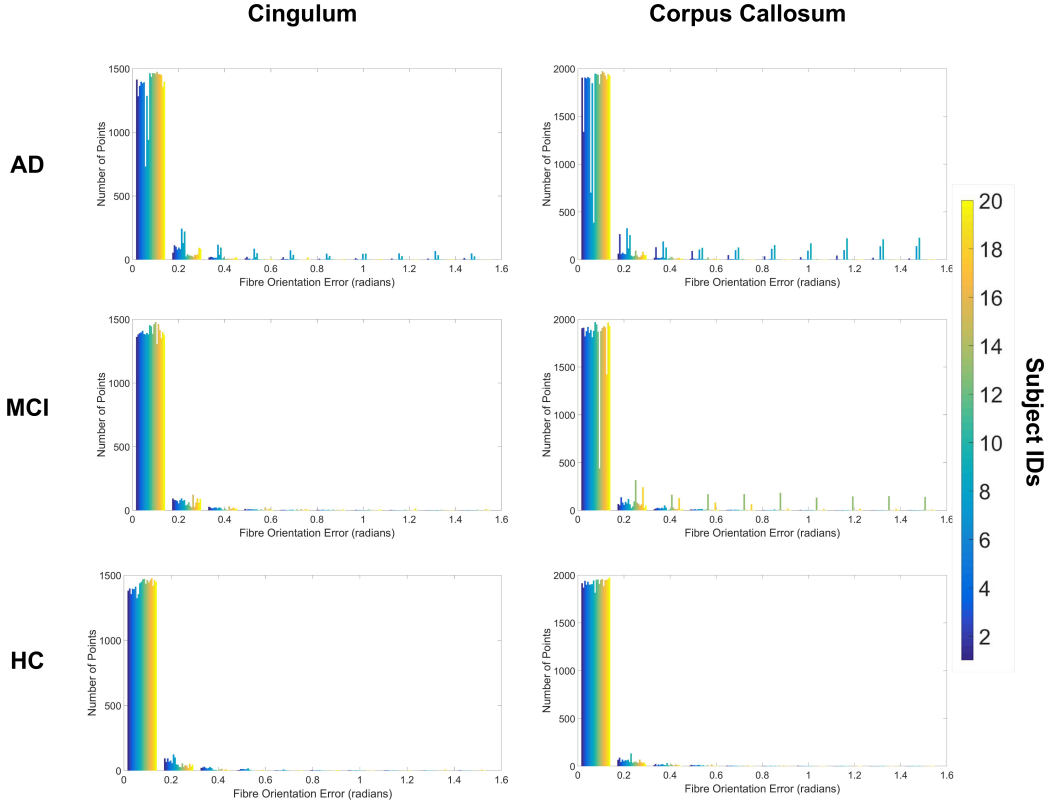 Cingulum
Corpus Callosum
AD
Number of Points
1500
1000
500
0
0 0.2 0.4 0.6 0.8 1 1.2 1.4 1.6
Fibre Orientation Error (radians)
Number of Points
2000
1500
1000
500
0
0 0.2 0.4 0.6 0.8 1 1.2 1.4 1.6
Fibre Orientation Error (radians)
MCI
Number of Points
1500
1000
500
0
0 0.2 0.4 0.6 0.8 1 1.2 1.4 1.6
Fibre Orientation Error (radians)
Number of Points
2000
1500
1000
500
0
0 0.2 0.4 0.6 0.8 1 1.2 1.4 1.6
Fibre Orientation Error (radians)
HC
Number of Points
1500
1000
500
0
0 0.2 0.4 0.6 0.8 1 1.2 1.4 1.6
Fibre Orientation Error (radians)
Number of Points
2000
1500
1000
500
0
0 0.2 0.4 0.6 0.8 1 1.2 1.4 1.6
Fibre Orientation Error (radians)
20
18
16
14
12
10
8
6
4
2
Subject IDs